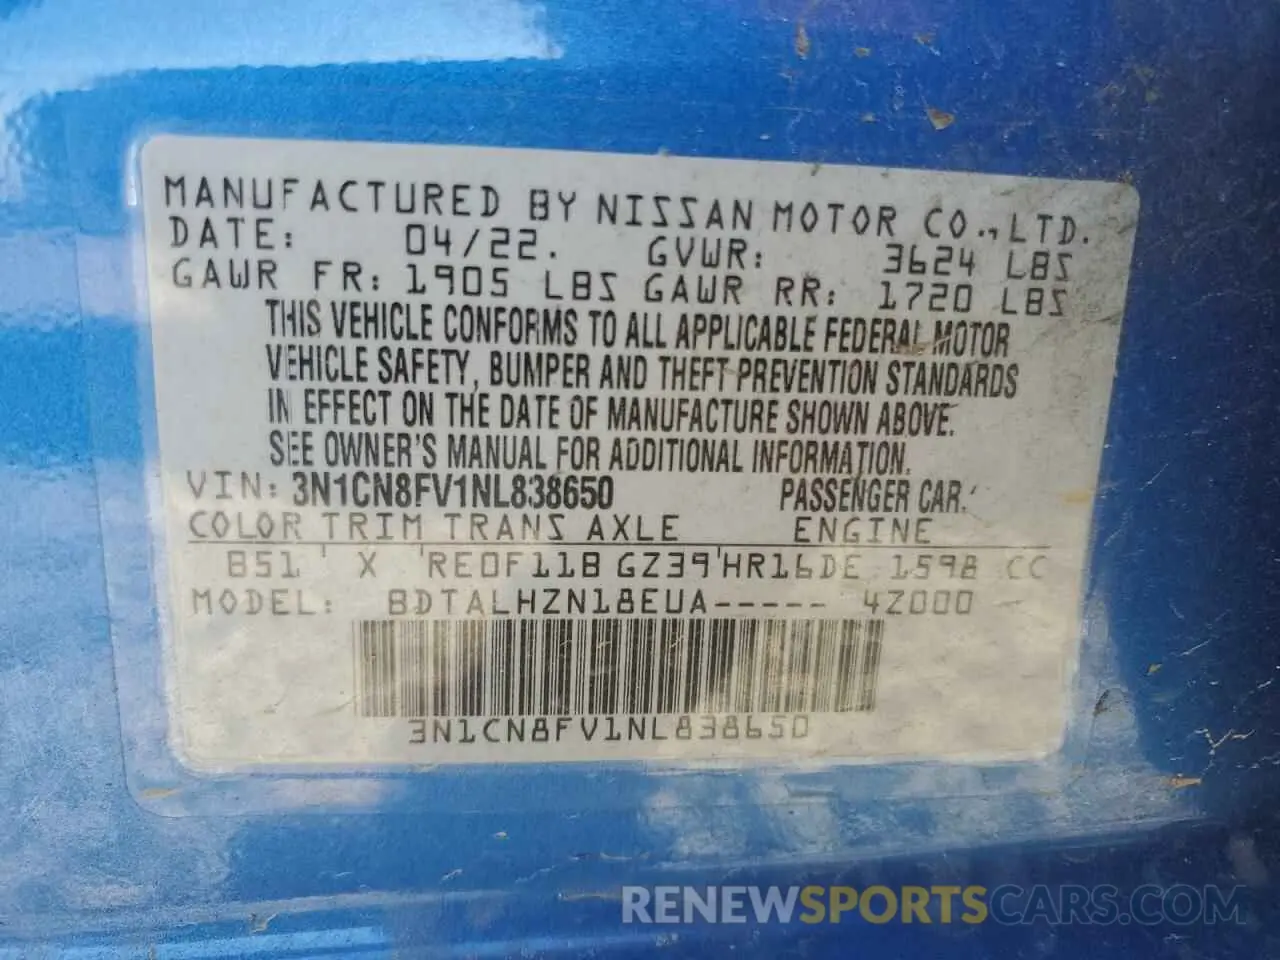 MANUFACTURED BY NISSAN MOTOR CO., LTD.
DATE: 04/22. GVWR: 3624 LBS
GAWR FR: 1905 LBS GAWR RR: 1720 LBS
THIS VEHICLE CONFORMS TO ALL APPLICABLE FEDERAL MOTOR
VEHICLE SAFETY, BUMPER AND THEFT PREVENTION STANDARDS
IN EFFECT ON THE DATE OF MANUFACTURE SHOWN ABOVE.
SEE OWNER'S MANUAL FOR ADDITIONAL INFORMATION.
VIN: 3N1CN8FV1NL838650 PASSENGER CAR.
COLOR TRIM TRANS AXLE ENGINE
B51 X RE0F11B GZ39 HR16DE 1598 CC
MODEL: BDTALHZN18EUA----- 4Z000
3N1CN8FV1NL838650
RENEWSPORTSCARS.COM